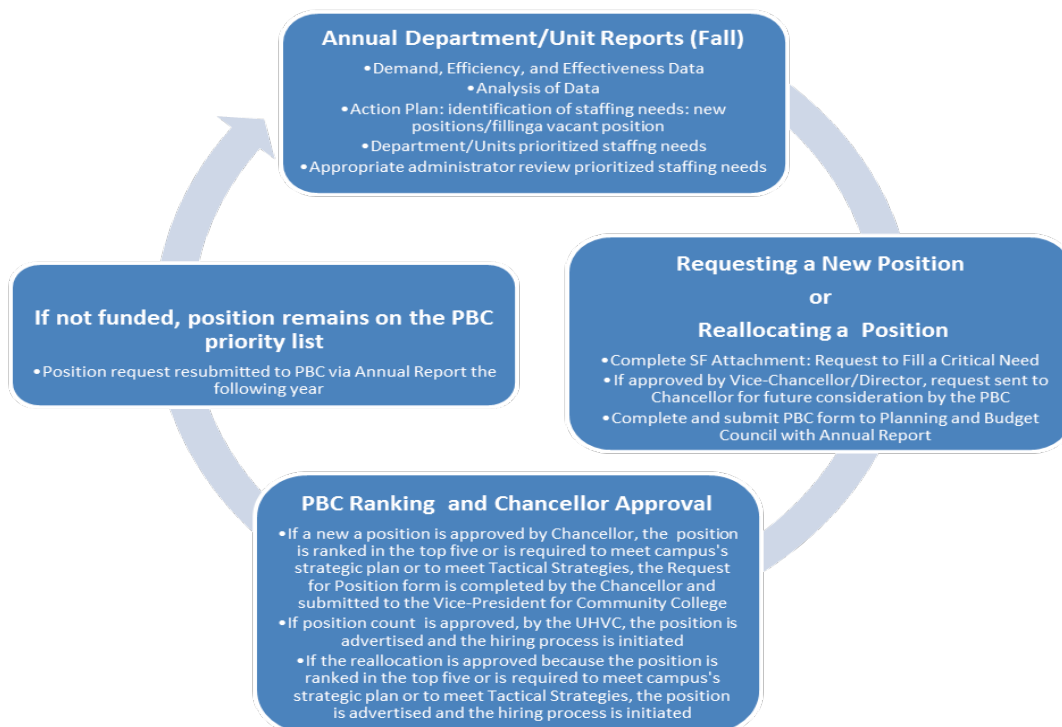 Annual Department/Unit Reports (Fall)
•Demand, Efficiency, and Effectiveness Data
•Analysis of Data
•Action Plan: identification of staffing needs: new
positions/fillinga vacant position
•Department/Units prioritized staffng needs
•Appropriate administrator review prioritized staffing needs
Requesting a New Position
or
Reallocating a Position
•Complete SF Attachment: Request to Fill a Critical Need
•If approved by Vice-Chancellor/Director, request sent to
Chancellor for future consideration by the PBC
•Complete and submit PBC form to Planning and Budget
Council with Annual Report
PBC Ranking and Chancellor Approval
•If a new a position is approved by Chancellor, the position
is ranked in the top five or is required to meet campus's
strategic plan or to meet Tactical Strategies, the Request
for Position form is completed by the Chancellor and
submitted to the Vice-President for Community College
•If position count is approved, by the UHVC, the position is
advertised and the hiring process is initiated
•If the reallocation is approved because the position is
ranked in the top five or is required to meet campus's
strategic plan or to meet Tactical Strategies, the position
is advertised and the hiring process is initiated
If not funded, position remains on the PBC
priority list
•Position request resubmitted to PBC via Annual Report the
following year